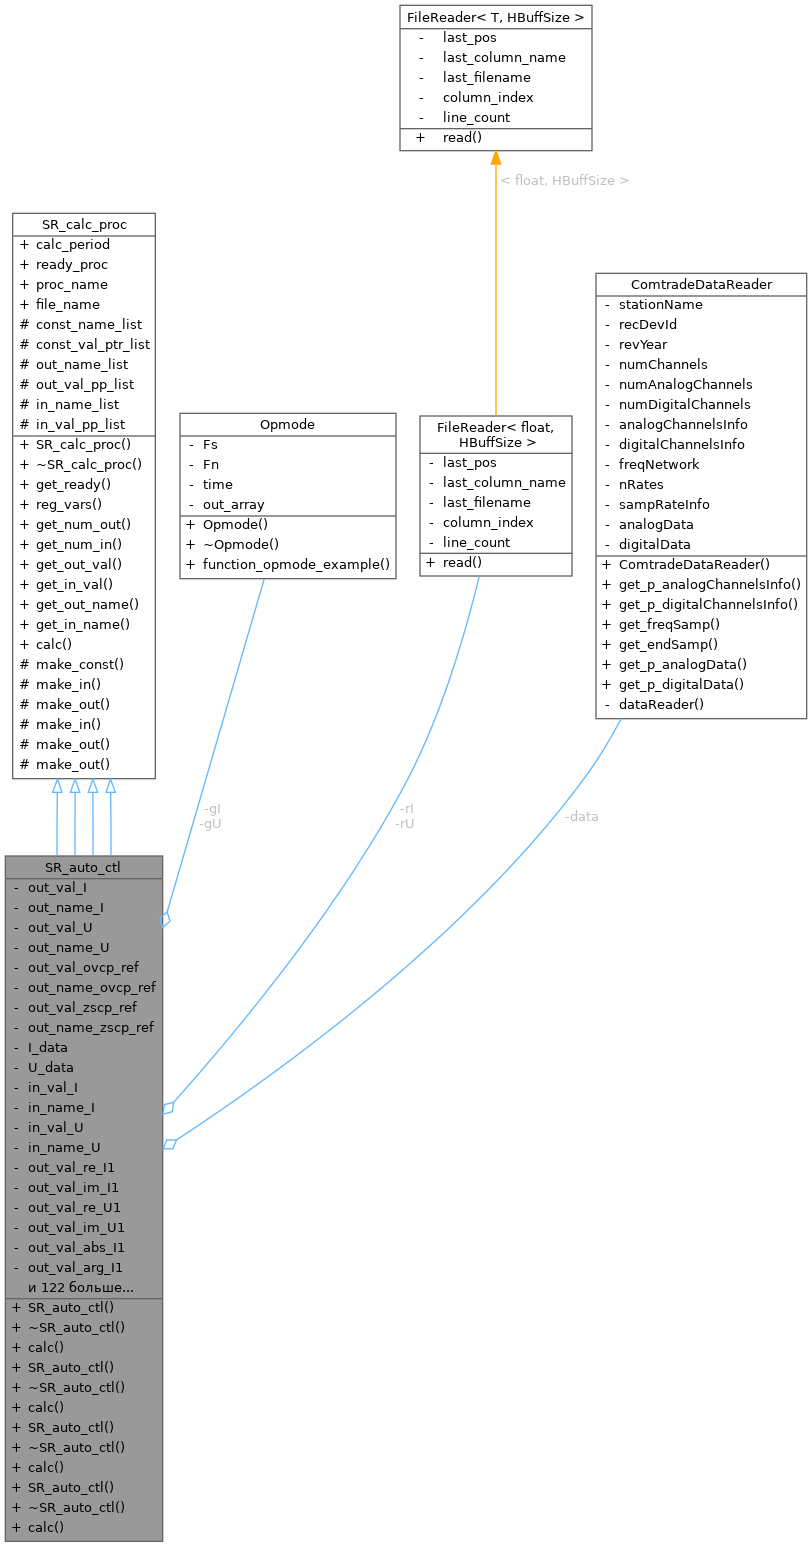 FileReader< T, HBuffSize >
- last_pos
- last_column_name
- last_filename
- column_index
- line_count
+ read()
< float, HBuffSize >
SR_calc_proc
+ calc_period
+ ready_proc
+ proc_name
+ file_name
# const_name_list
# const_val_ptr_list
# out_name_list
# out_val_pp_list
# in_name_list
# in_val_pp_list
+ SR_calc_proc()
+ ~SR_calc_proc()
+ get_ready()
+ reg_vars()
+ get_num_out()
+ get_num_in()
+ get_out_val()
+ get_in_val()
+ get_out_name()
+ get_in_name()
+ calc()
# make_const()
# make_in()
# make_out()
# make_in()
# make_out()
# make_out()
Opmode
- Fs
- Fn
- time
- out_array
+ Opmode()
+ ~Opmode()
+ function_opmode_example()
FileReader< float,
HBuffSize >
- last_pos
- last_column_name
- last_filename
- column_index
- line_count
+ read()
ComtradeDataReader
- stationName
- recDevId
- revYear
- numChannels
- numAnalogChannels
- numDigitalChannels
- analogChannelsInfo
- digitalChannelsInfo
- freqNetwork
- nRates
- sampRateInfo
- analogData
- digitalData
+ ComtradeDataReader()
+ get_p_analogChannelsInfo()
+ get_p_digitalChannelsInfo()
+ get_freqSamp()
+ get_endSamp()
+ get_p_analogData()
+ get_p_digitalData()
- dataReader()
-gI
-gU
-rI
-rU
-data
SR_auto_ctl
- out_val_I
- out_name_I
- out_val_U
- out_name_U
- out_val_ovcp_ref
- out_name_ovcp_ref
- out_val_zscp_ref
- out_name_zscp_ref
- I_data
- U_data
- in_val_I
- in_name_I
- in_val_U
- in_name_U
- out_val_re_I1
- out_val_im_I1
- out_val_re_U1
- out_val_im_U1
- out_val_abs_I1
- out_val_arg_I1
и 122 больше...
+ SR_auto_ctl()
+ ~SR_auto_ctl()
+ calc()
+ SR_auto_ctl()
+ ~SR_auto_ctl()
+ calc()
+ SR_auto_ctl()
+ ~SR_auto_ctl()
+ calc()
+ SR_auto_ctl()
+ ~SR_auto_ctl()
+ calc()